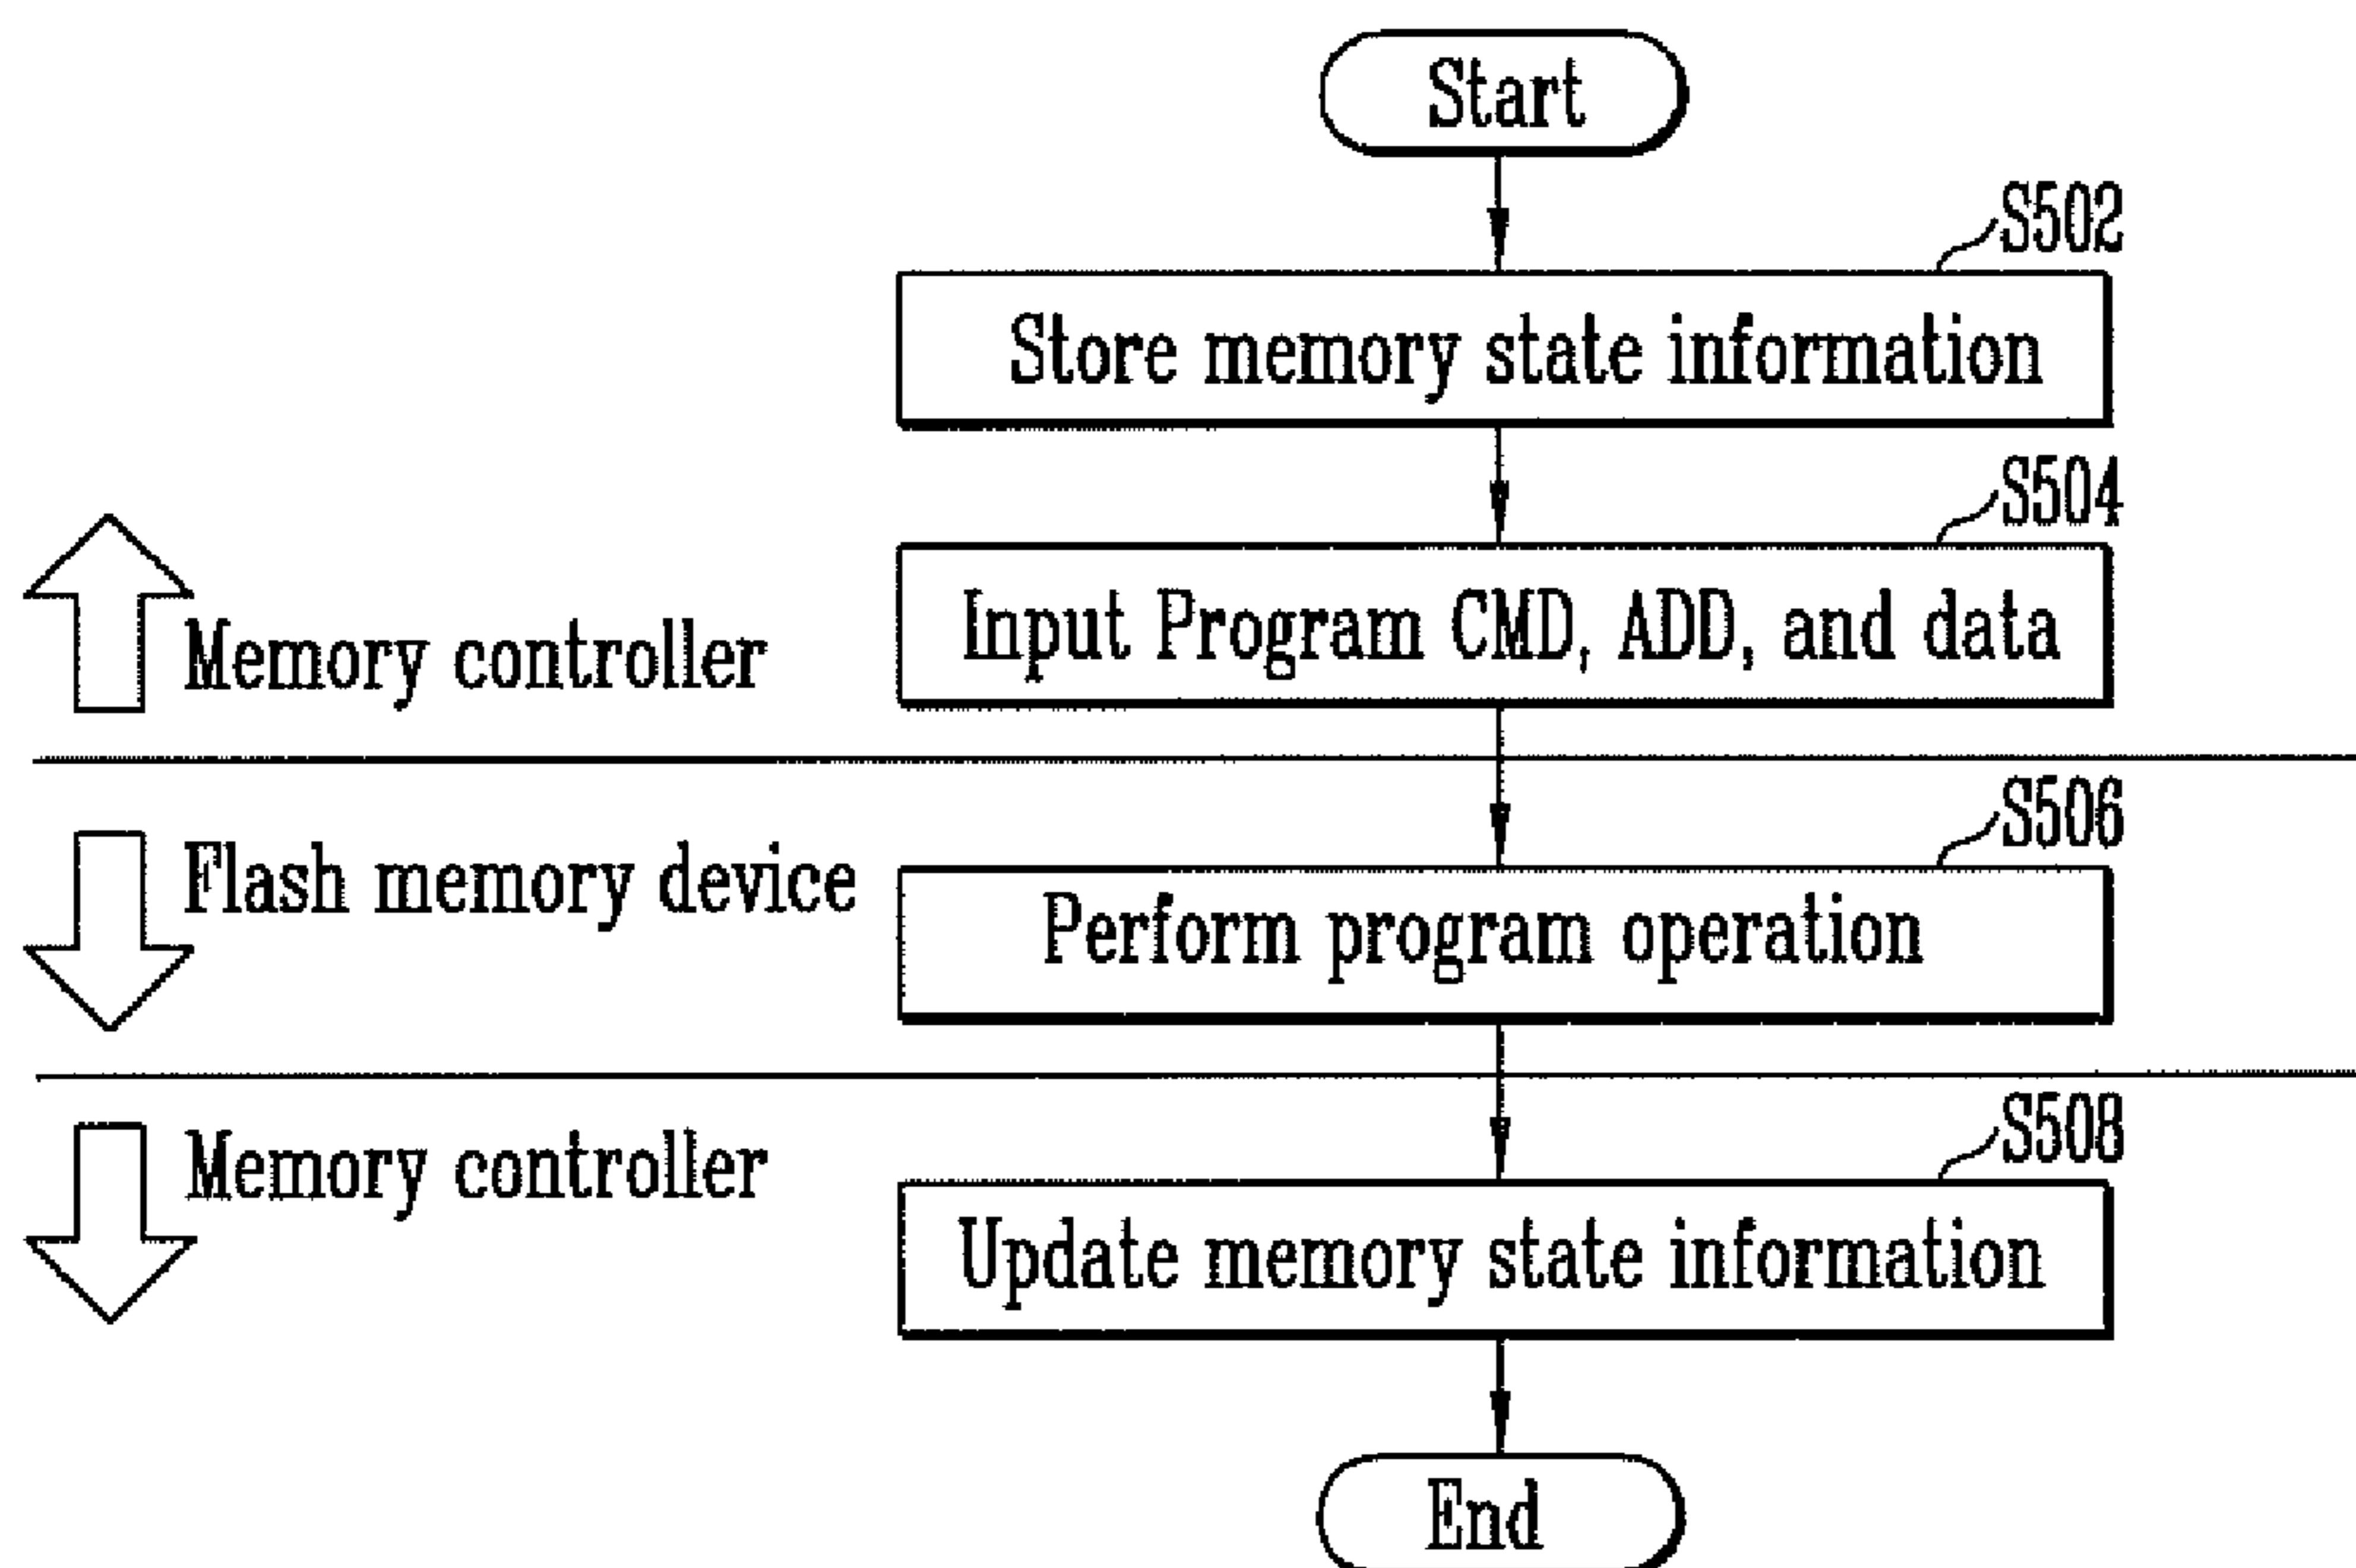 Start
S502
Store memory state information
S504
Input Program CMD, ADD, and data
Memory controller
S506
Flash memory device
Perform program operation
S508
Memory controller
Update memory state information
End